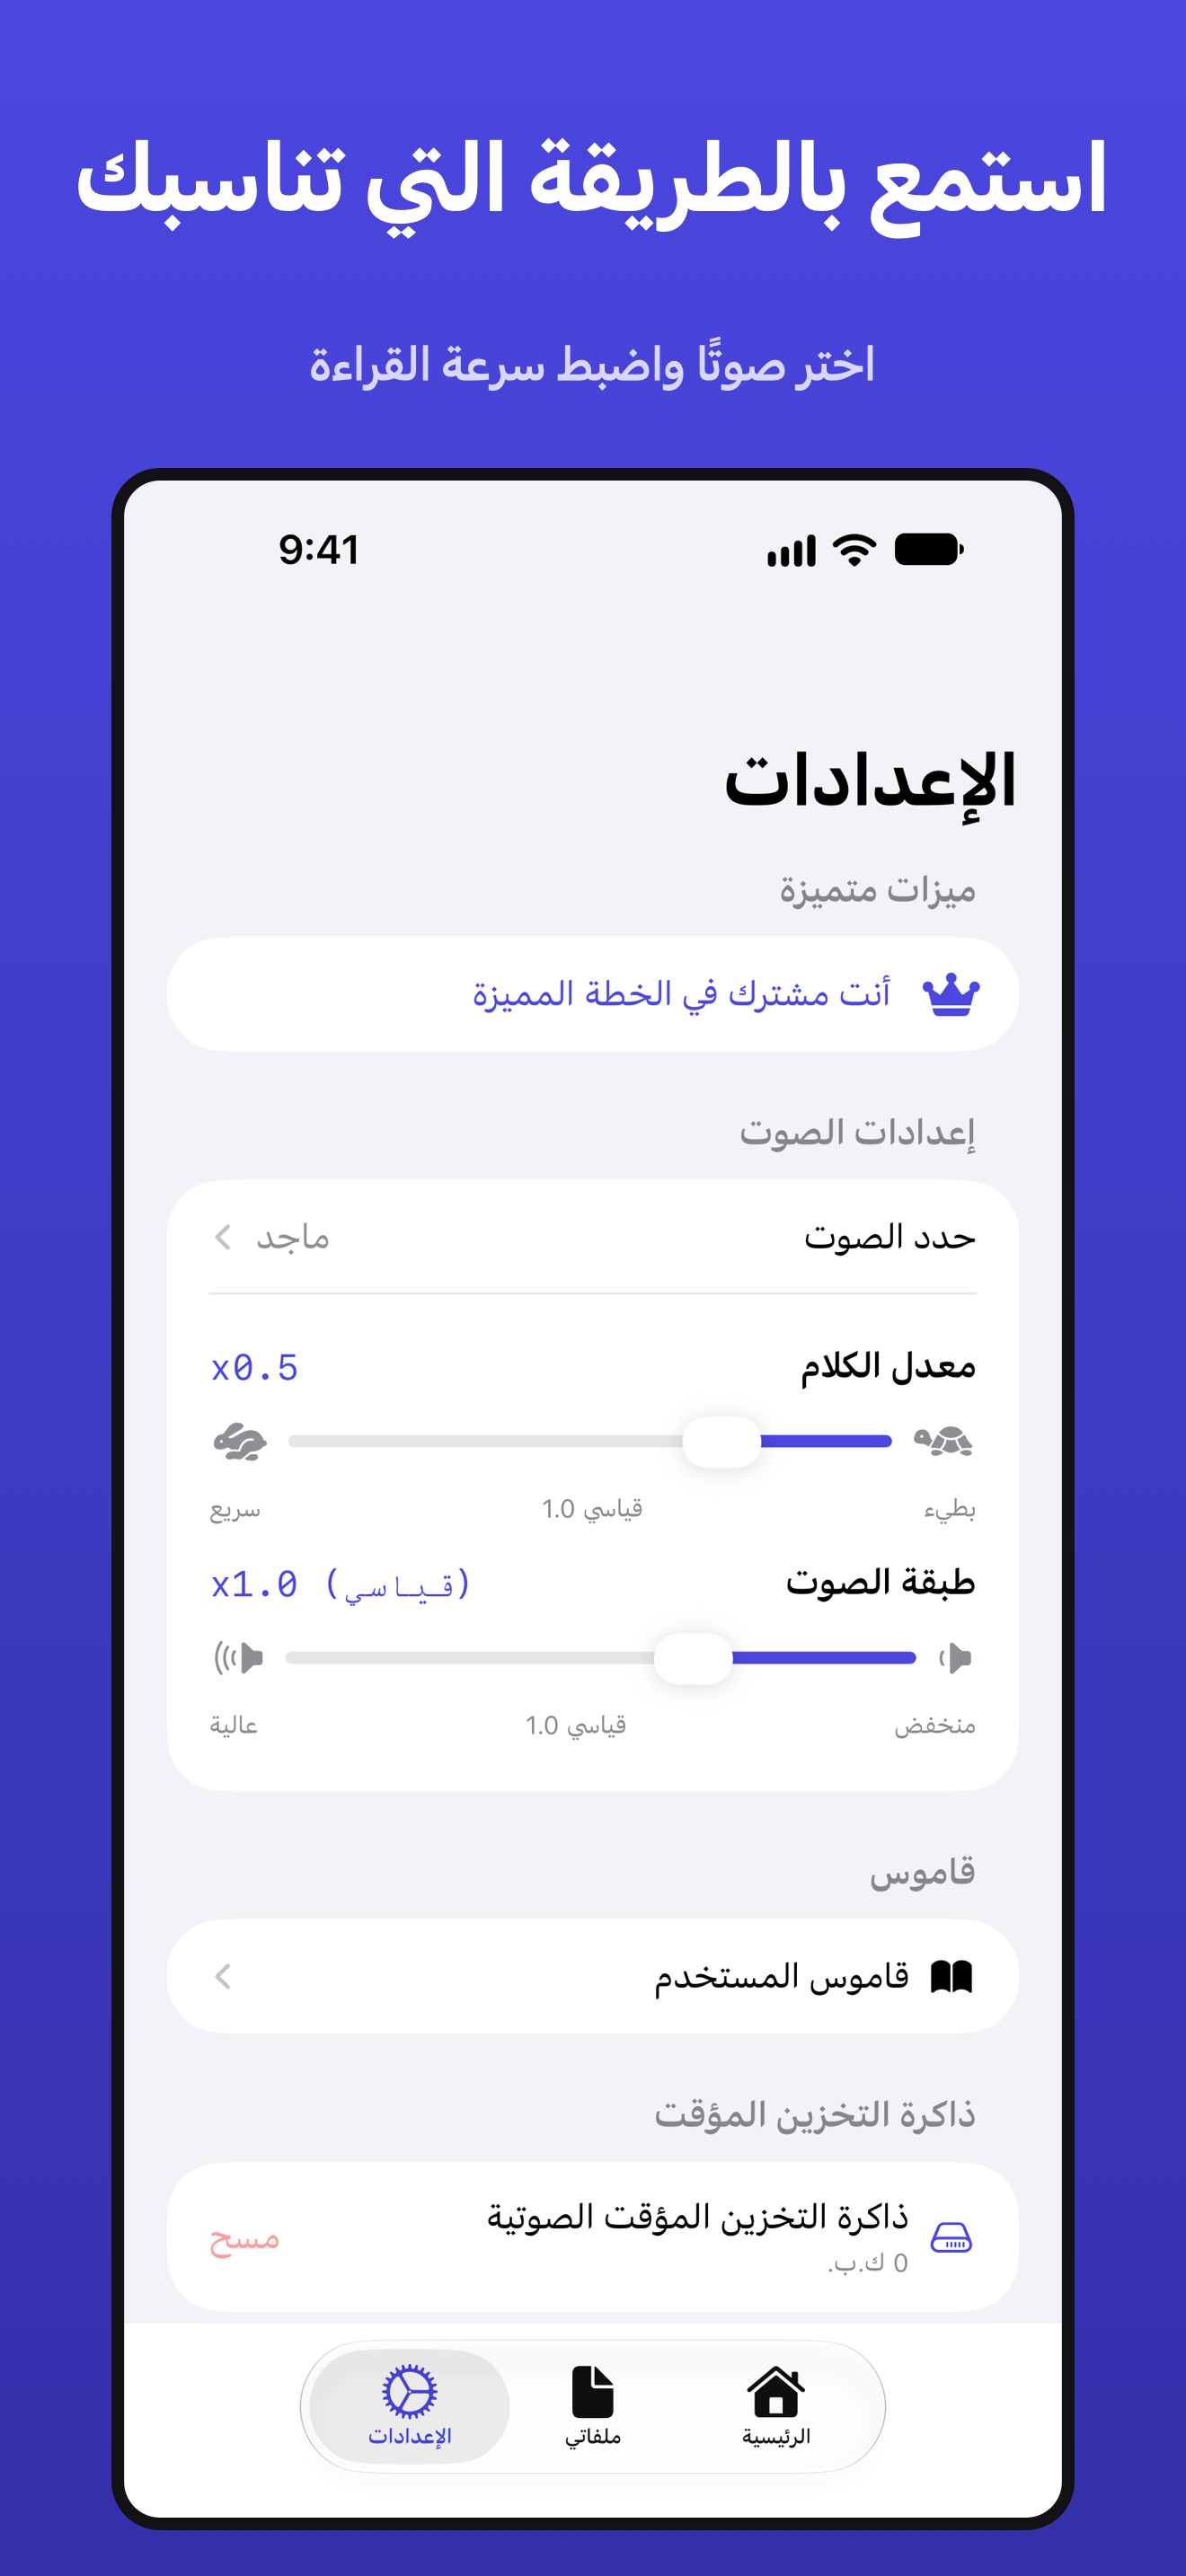 استمع بالطريقة التي تناسبك
اختر صوتًا واضبط سرعة القراءة
9:41
الإعدادات
ميزات متميزة
أنت مشترك في الخطة المميزة
إعدادات الصوت
حدد الصوت ماجد
معدل الكلام x0.5
بطيء قياسي 1.0 سريع
طبقة الصوت x1.0 (قياسي)
منخفض قياسي 1.0 عالية
قاموس
قاموس المستخدم
ذاكرة التخزين المؤقت
ذاكرة التخزين المؤقت الصوتية
0 ك.ب.
مسح
الرئيسية ملفاتي الإعدادات